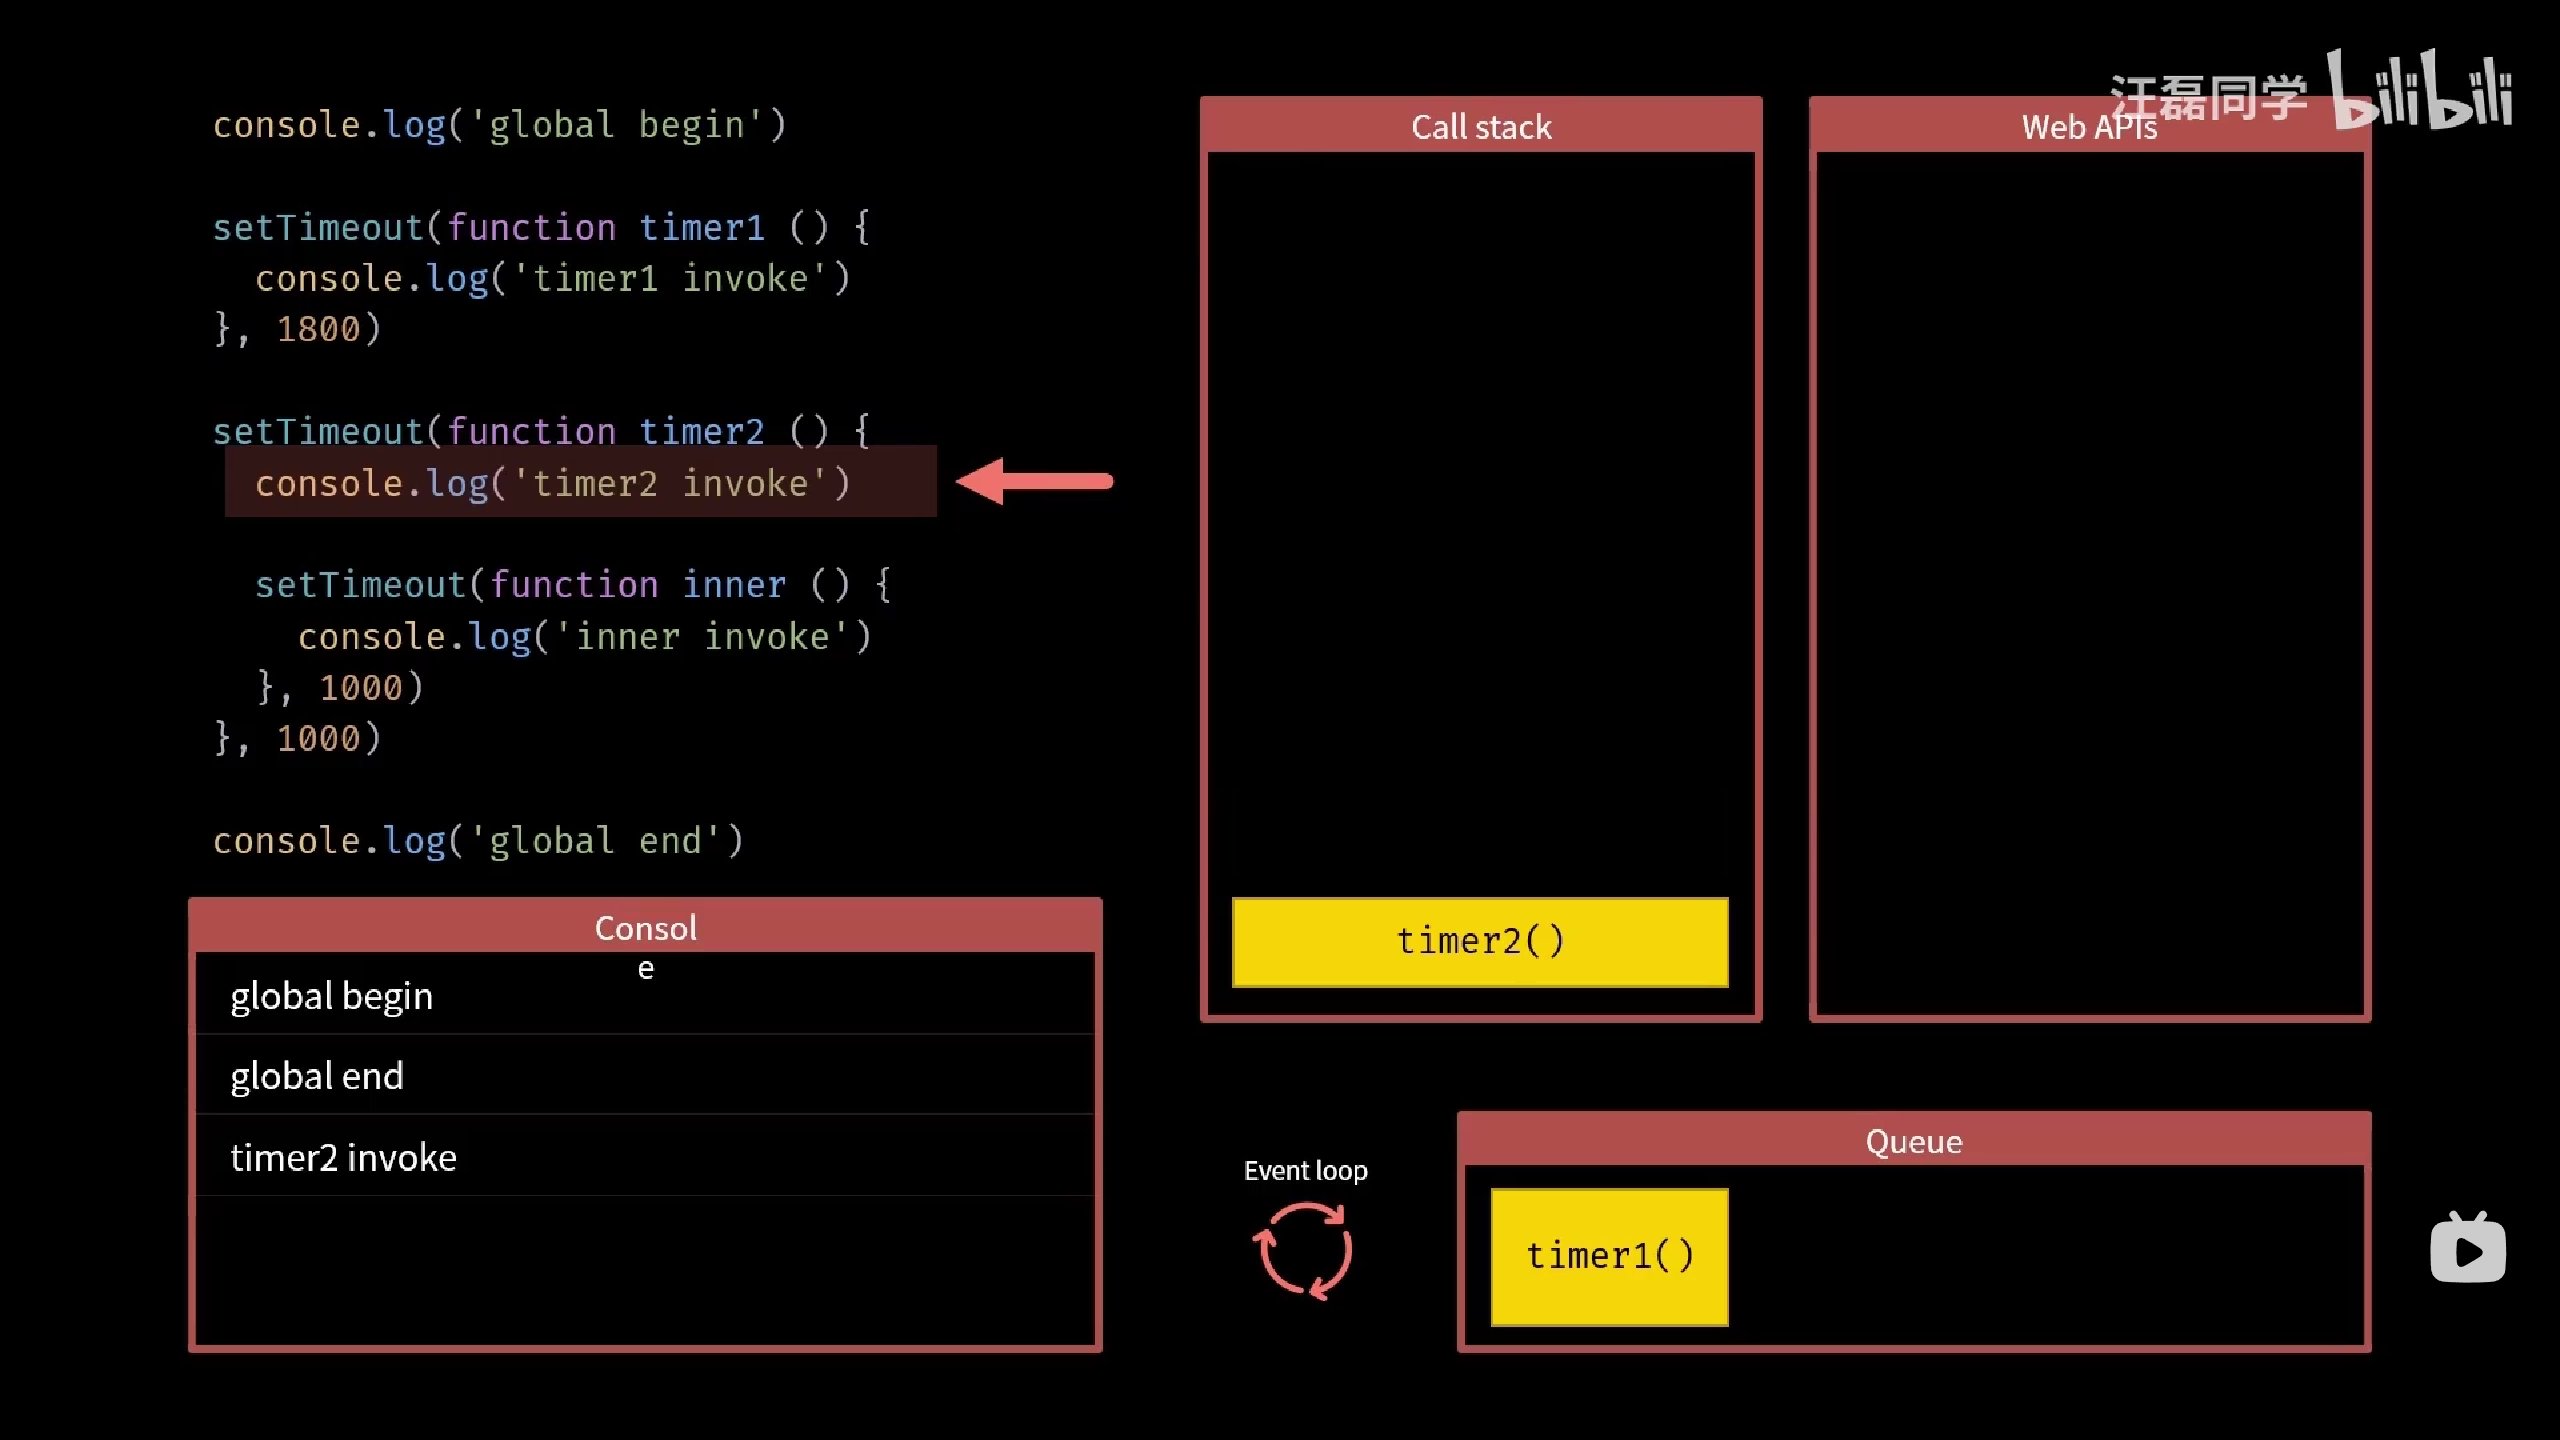 console.log('global begin')
setTimeout(function timer1 () {
  console.log('timer1 invoke')
}, 1800)
setTimeout(function timer2 () {
  console.log('timer2 invoke')
  setTimeout(function inner () {
    console.log('inner invoke')
  }, 1000)
}, 1000)
console.log('global end')
Consol
e
global begin
global end
timer2 invoke
Call stack
timer2()
汪磊同学 bilibili
Web APIs
Event loop
Queue
timer1()